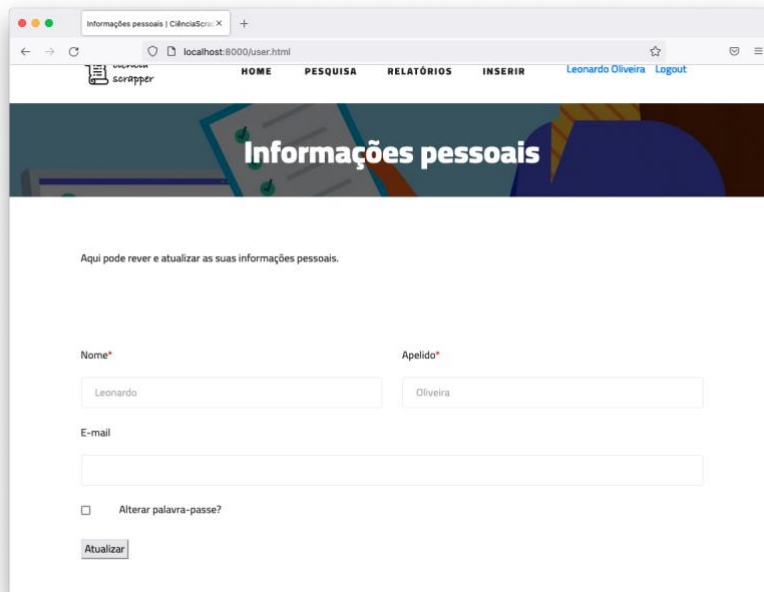 Informações pessoais | CiênciaScra
localhost:8000/user.html
scrapper
HOME PESQUISA RELATÓRIOS INSERIR Leonardo Oliveira Logout
Informações pessoais
Aqui pode rever e atualizar as suas informações pessoais.
Nome* Apelido*
Leonardo Oliveira
E-mail
Alterar palavra-passe?
Atualizar